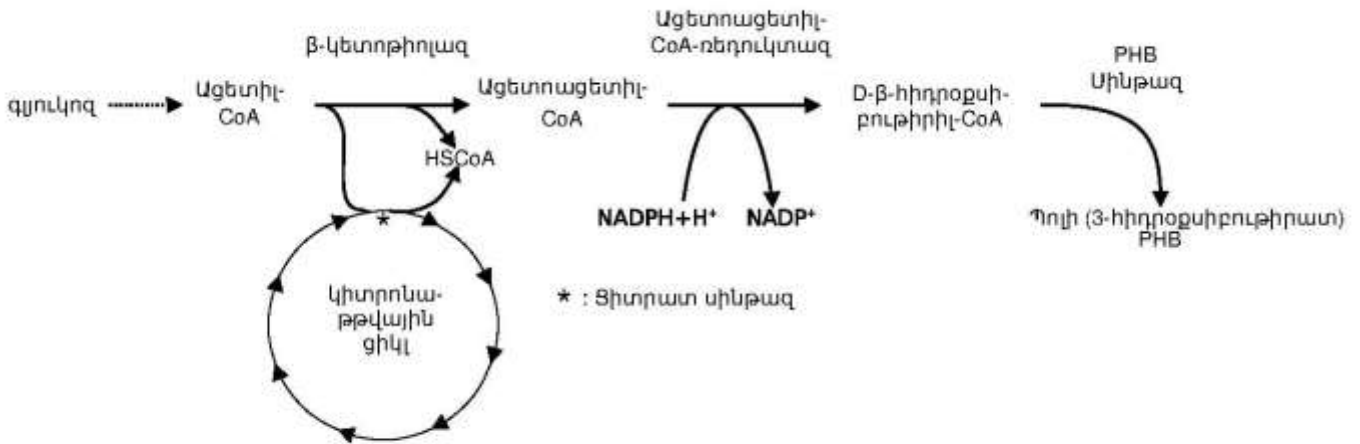 գլյուկոզ
Ացետիլ-
CoA
β-կետոթիոլազ
HSCoA
Ացետոացետիլ-
CoA
Ացետոացետիլ-
CoA-ռեդուկտազ
NADPH+H⁺
NADP⁺
D-β-հիդրօքսի-
բութիրիլ-CoA
PHB
Սինթազ
Պոլի (3-հիդրօքսիբութիրատ)
PHB
*
կիտրոնա-
թթվային
ցիկլ
* : Ցիտրատ սինթազ